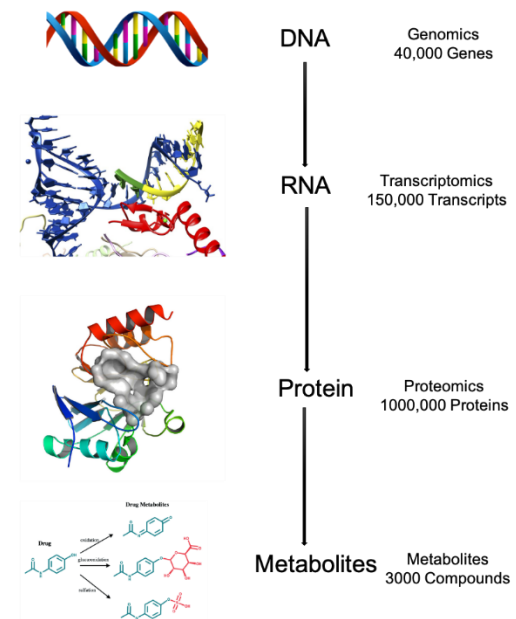 DNA
Genomics
40,000 Genes
RNA
Transcriptomics
150,000 Transcripts
Protein
Proteomics
1000,000 Proteins
Drug Metabolites
Drug
oxidation
glucuronidation
sulfation
Metabolites
Metabolites
3000 Compounds